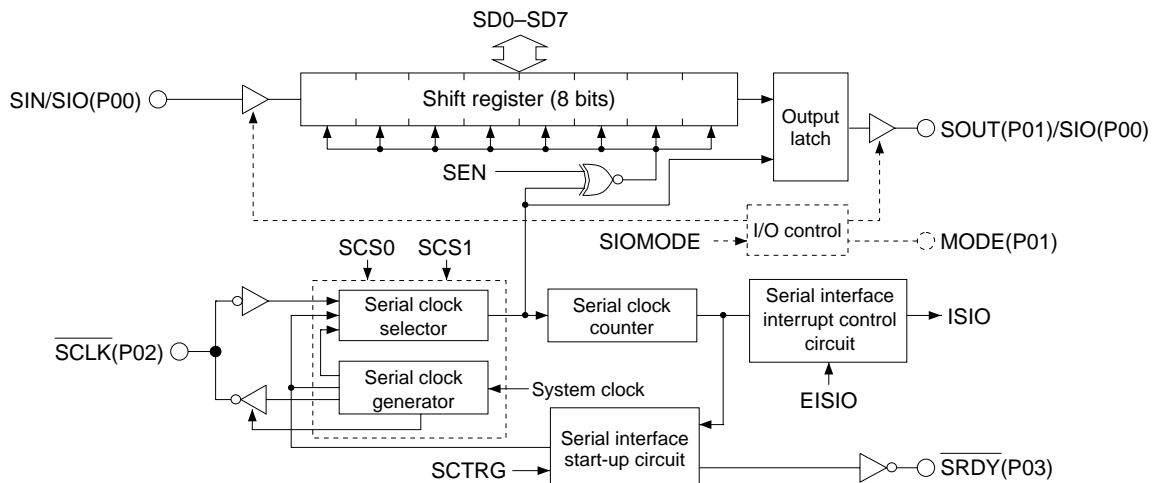 SD0–SD7
SIN/SIO(P00)
Shift register (8 bits)
Output
latch
SOUT(P01)/SIO(P00)
SEN
SIOMODE
I/O control
MODE(P01)
SCS0
SCS1
Serial clock
selector
Serial clock
counter
Serial interface
interrupt control
circuit
ISIO
SCLK(P02)
Serial clock
generator
System clock
EISIO
Serial interface
start-up circuit
SCTRG
SRDY(P03)